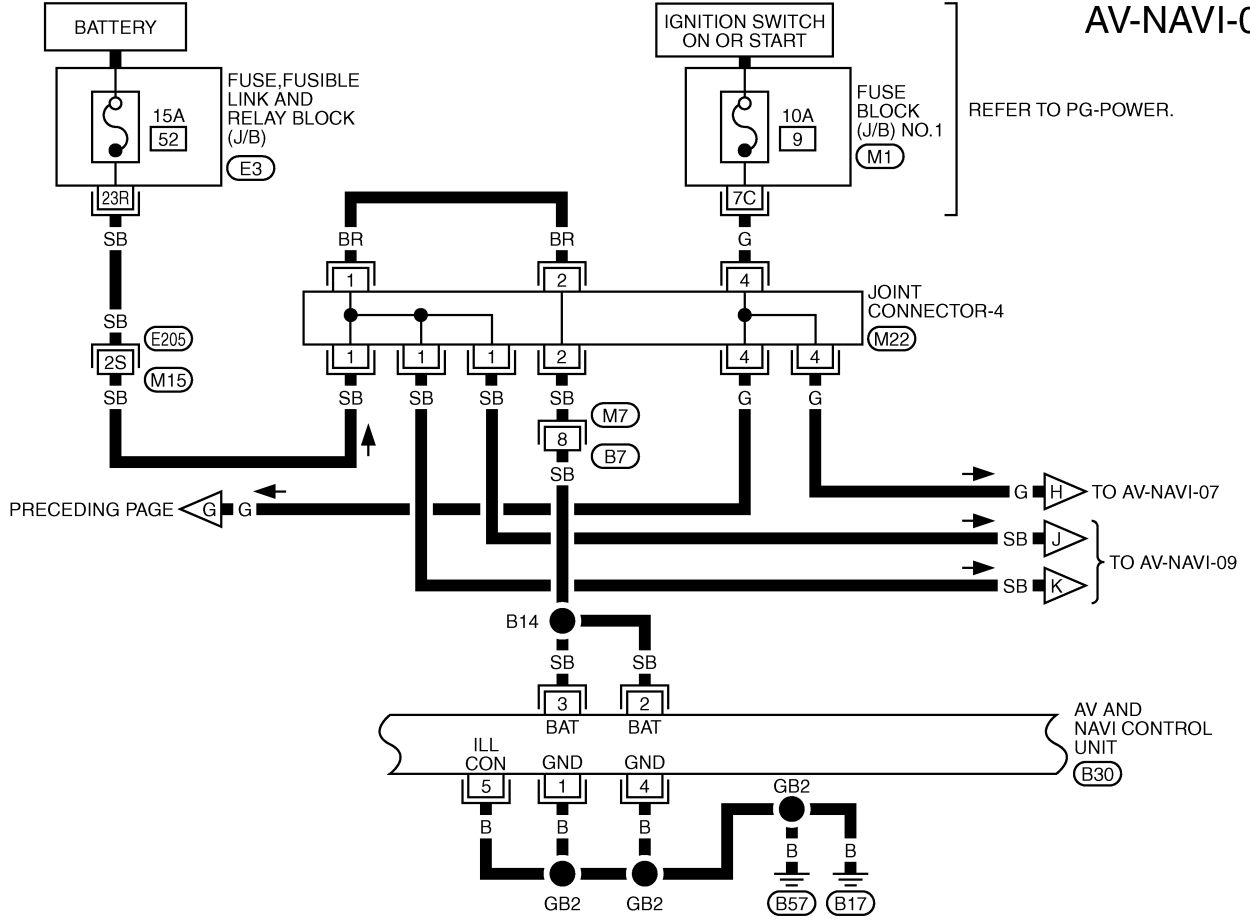 AV-NAVI-0
BATTERY
IGNITION SWITCH
ON OR START
FUSE,FUSIBLE
LINK AND
RELAY BLOCK
(J/B)
15A
52
E3
FUSE
BLOCK
(J/B) NO.1
10A
9
M1
REFER TO PG-POWER.
23R
7C
SB
BR
BR
G
1
2
4
JOINT
CONNECTOR-4
M22
SB
E205
2S
M15
1
1
1
2
4
4
SB
SB
SB
SB
SB
G
G
M7
8
B7
SB
G
H
TO AV-NAVI-07
PRECEDING PAGE
G
G
SB
J
TO AV-NAVI-09
SB
K
B14
SB
SB
3
2
BAT
BAT
AV AND
NAVI CONTROL
UNIT
B30
ILL
CON
GND
GND
5
1
4
GB2
B
B
B
B
B
GB2
GB2
B57
B17